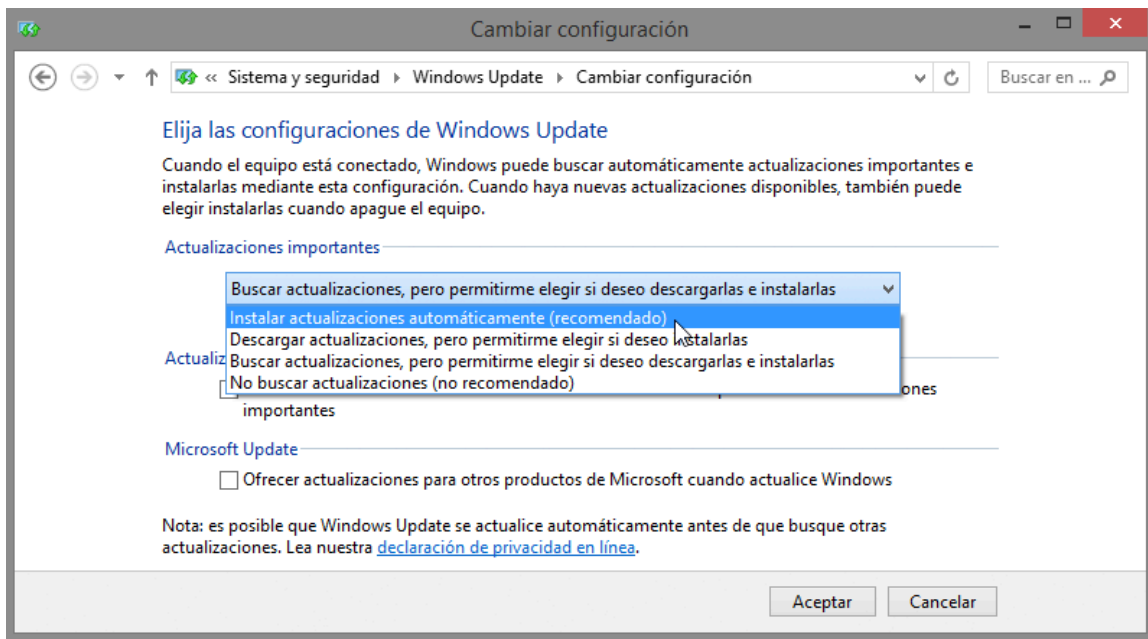 Cambiar configuración
« Sistema y seguridad Windows Update Cambiar configuración
Buscar en ...
Elija las configuraciones de Windows Update
Cuando el equipo está conectado, Windows puede buscar automáticamente actualizaciones importantes e
instalarlas mediante esta configuración. Cuando haya nuevas actualizaciones disponibles, también puede
elegir instalarlas cuando apague el equipo.
Actualizaciones importantes
Buscar actualizaciones, pero permitirme elegir si deseo descargarlas e instalarlas
Instalar actualizaciones automáticamente (recomendado)
Descargar actualizaciones, pero permitirme elegir si deseo instalarlas
Buscar actualizaciones, pero permitirme elegir si deseo descargarlas e instalarlas
No buscar actualizaciones (no recomendado)
importantes
Microsoft Update
Ofrecer actualizaciones para otros productos de Microsoft cuando actualice Windows
Nota: es posible que Windows Update se actualice automáticamente antes de que busque otras
actualizaciones. Lea nuestra declaración de privacidad en línea.
Aceptar
Cancelar